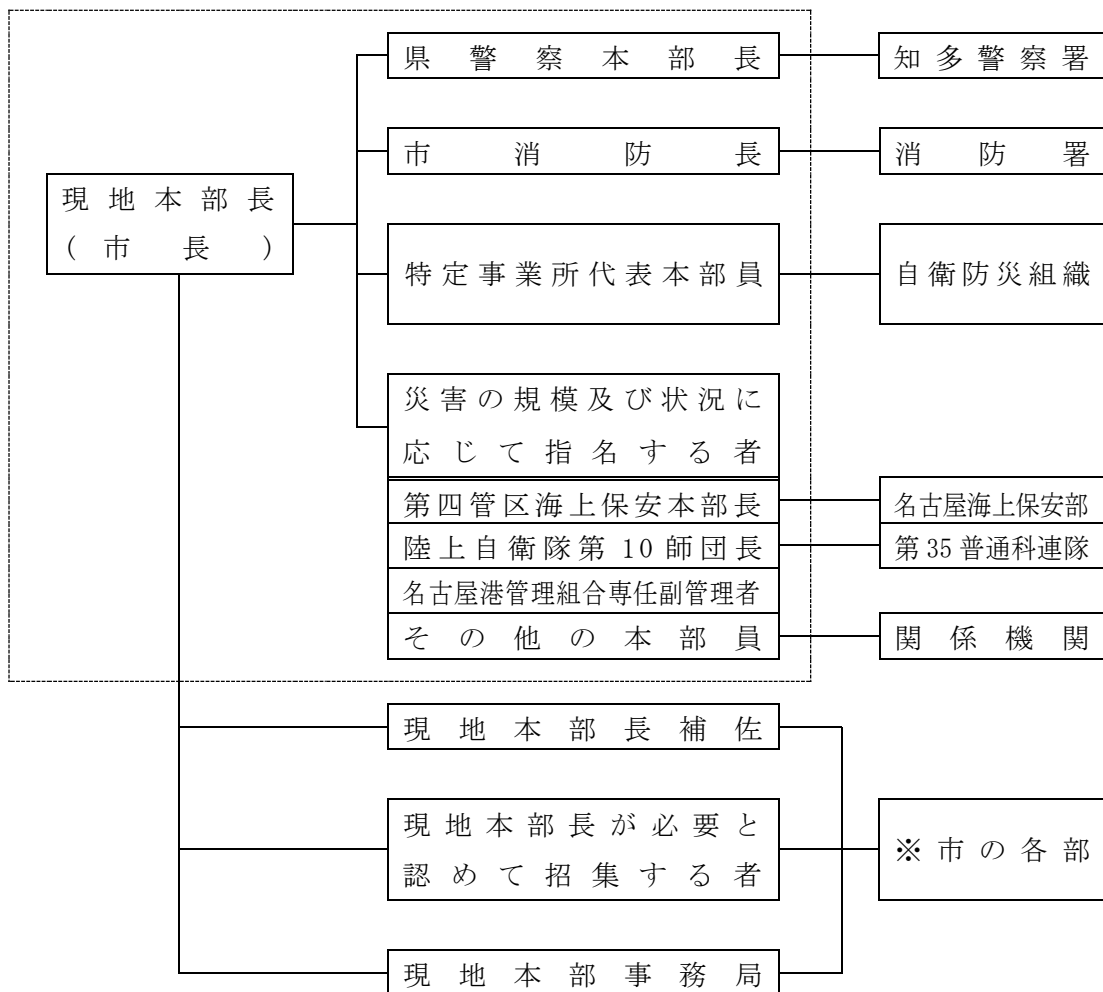 県警察本部長
知多警察署
市消防長
消防署
現地本部長
(市長)
特定事業所代表本部員
自衛防災組織
災害の規模及び状況に
応じて指名する者
第四管区海上保安本部長
名古屋海上保安部
陸上自衛隊第10師団長
第35普通科連隊
名古屋港管理組合専任副管理者
その他の本部員
関係機関
現地本部長補佐
現地本部長が必要と
認めて招集する者
※市の各部
現地本部事務局